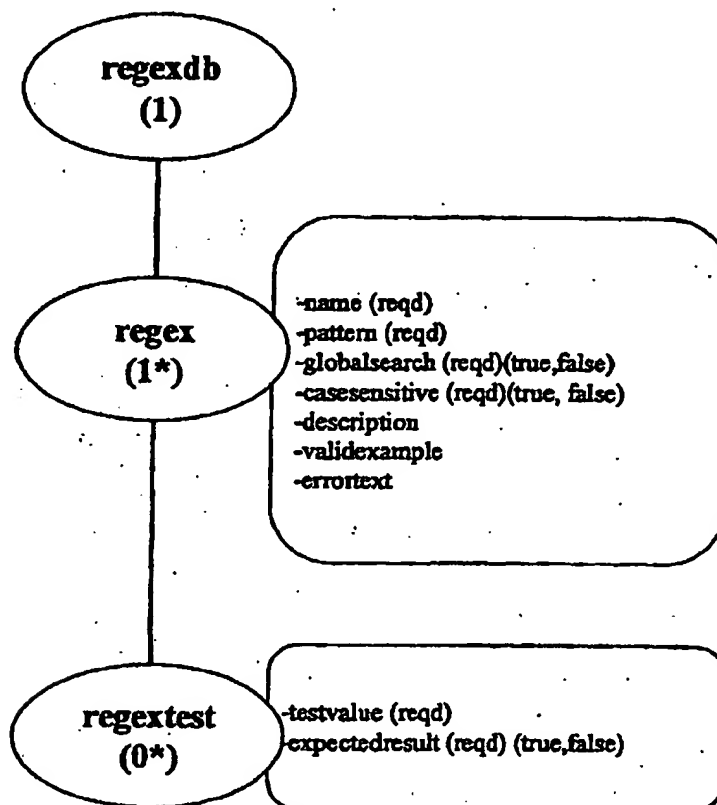 regexdb
(1)
regex
(1*)
-name (reqd)
-pattern (reqd)
-globalsearch (reqd)(true,false)
-casesensitive (reqd)(true, false)
-description
-validexample
-errortext
regextest
(0*)
-testvalue (reqd)
-expectedresult (reqd) (true,false)